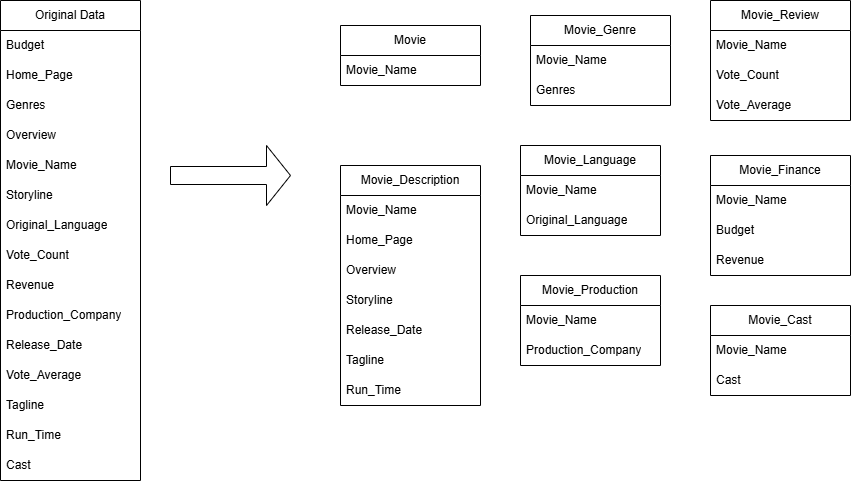 Original Data
Budget
Home_Page
Genres
Overview
Movie_Name
Storyline
Original_Language
Vote_Count
Revenue
Production_Company
Release_Date
Vote_Average
Tagline
Run_Time
Cast
Movie
Movie_Name
Movie_Genre
Movie_Name
Genres
Movie_Review
Movie_Name
Vote_Count
Vote_Average
Movie_Description
Movie_Name
Home_Page
Overview
Storyline
Release_Date
Tagline
Run_Time
Movie_Language
Movie_Name
Original_Language
Movie_Finance
Movie_Name
Budget
Revenue
Movie_Production
Movie_Name
Production_Company
Movie_Cast
Movie_Name
Cast